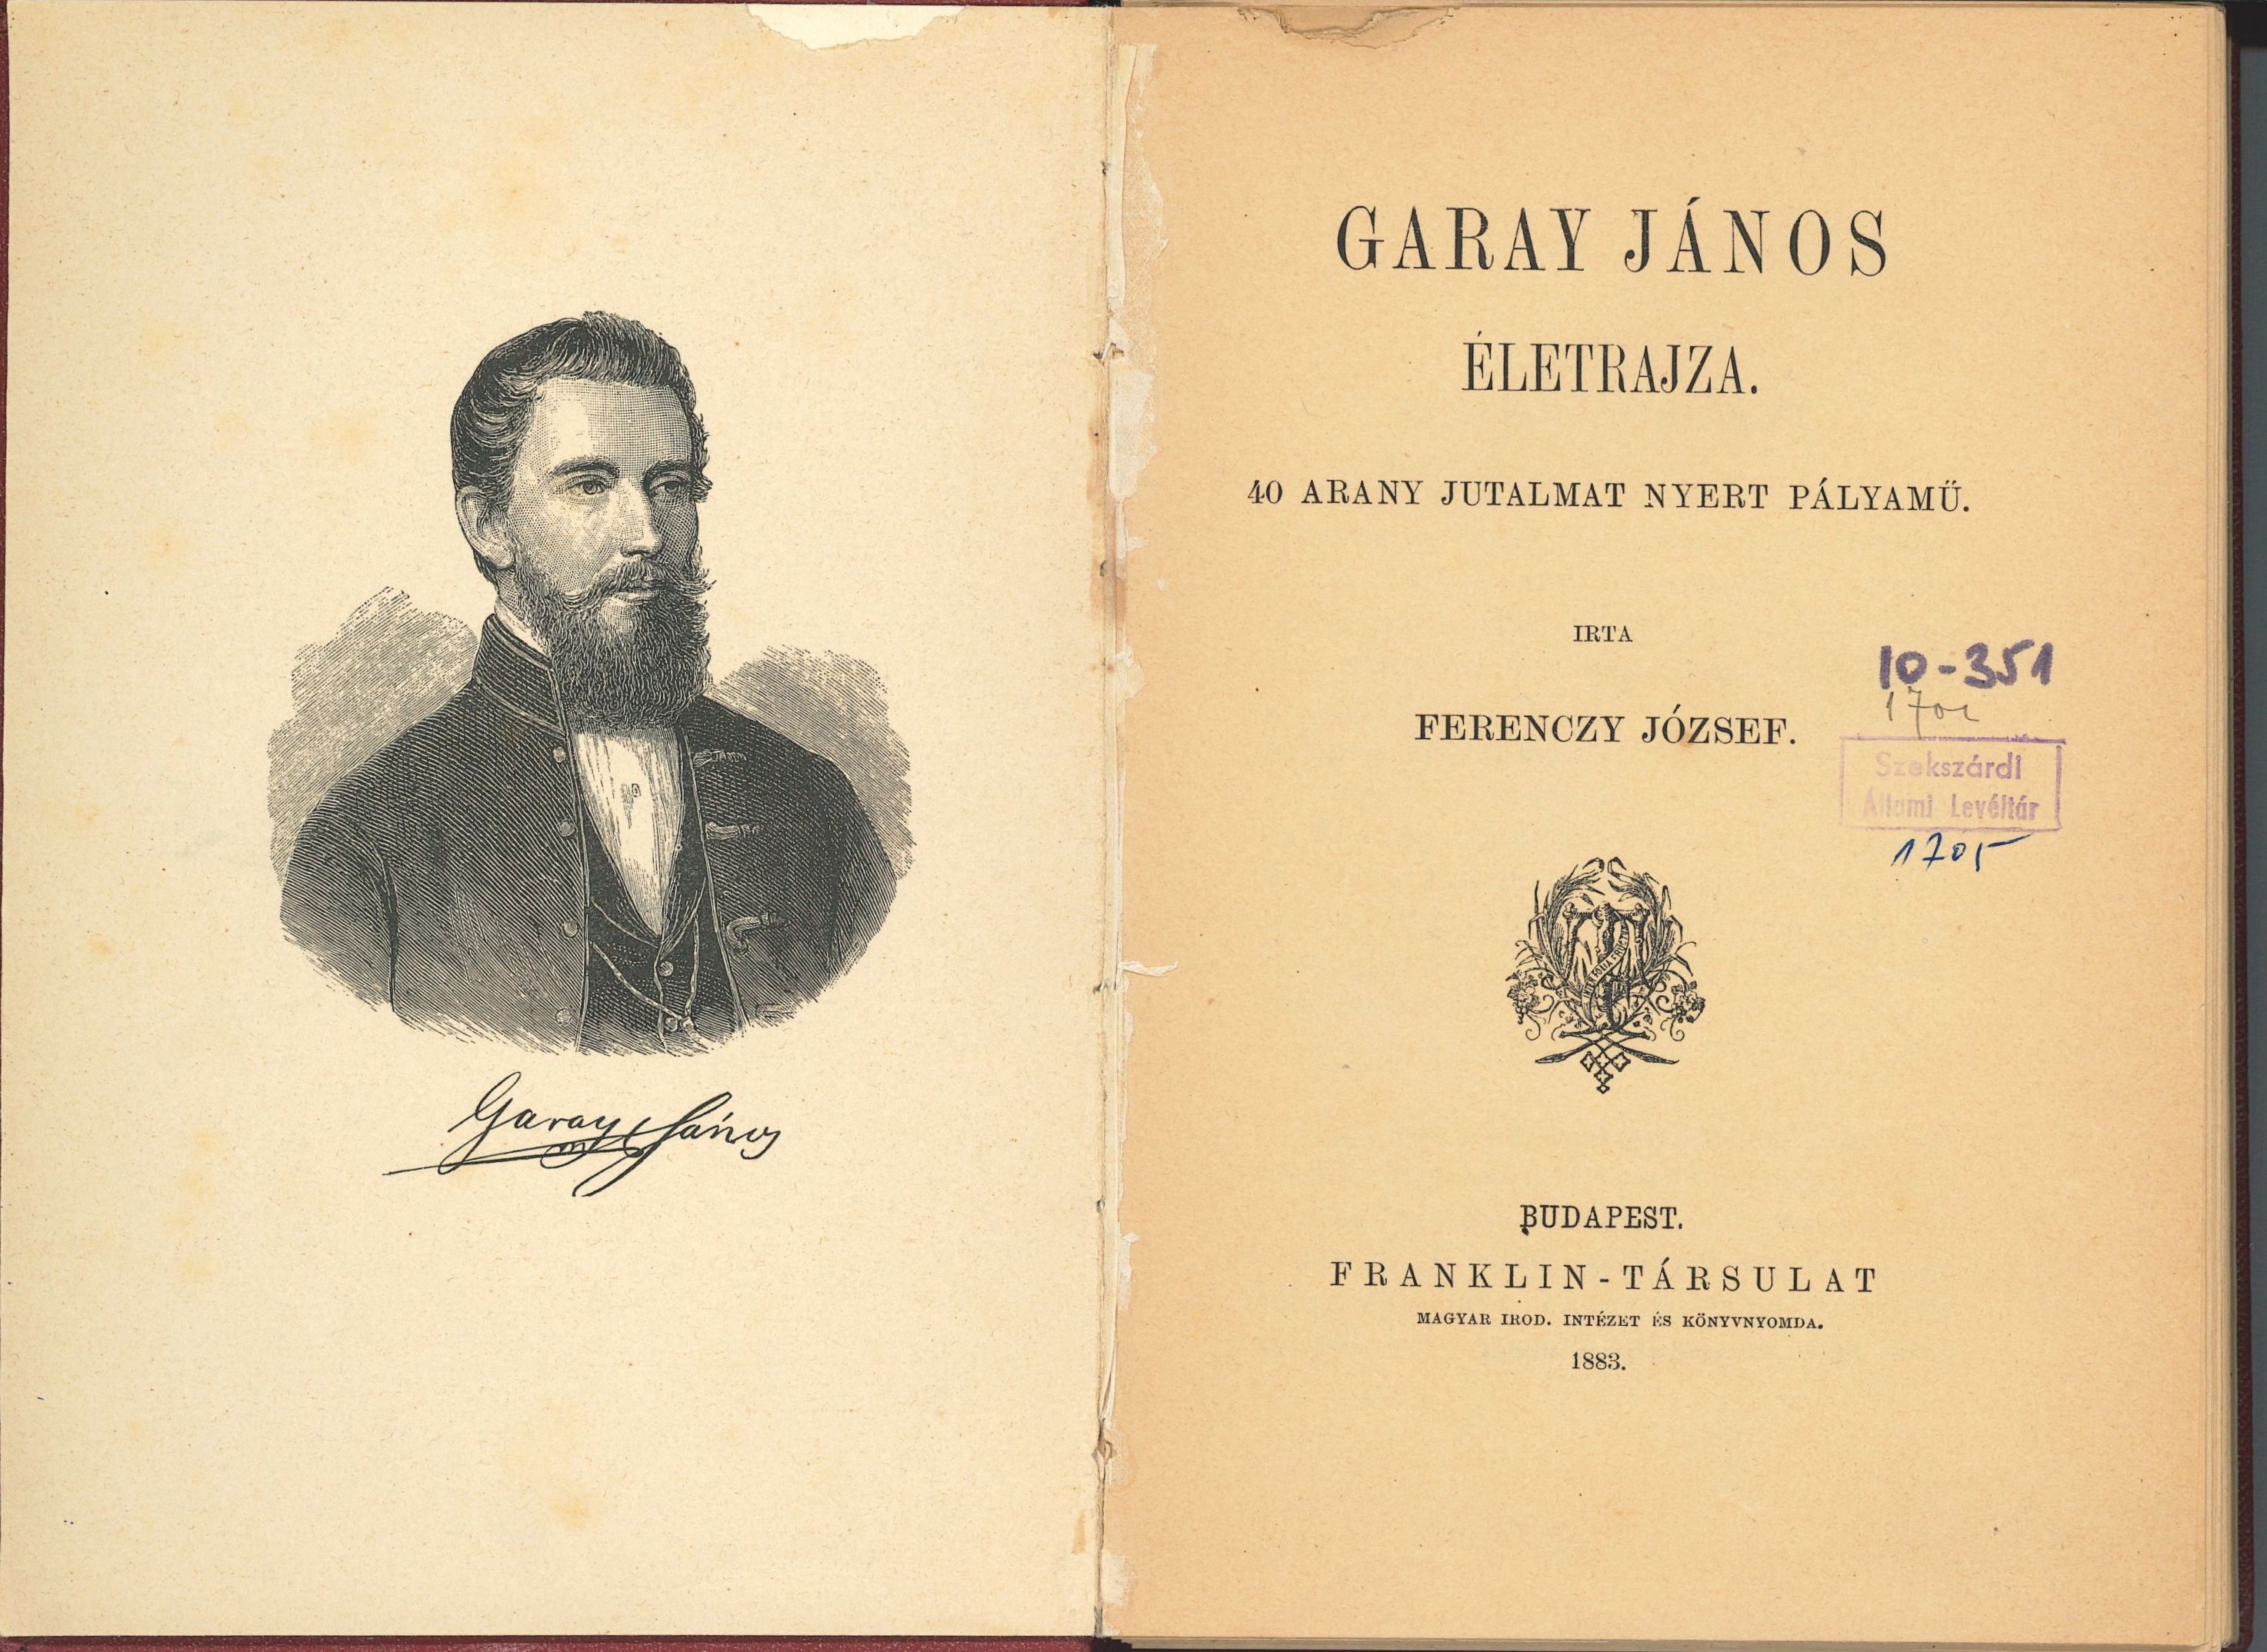 Garay János
GARAY JÁNOS
ÉLETRAJZA.
40 ARANY JUTALMAT NYERT PÁLYAMŰ.
IRTA
FERENCZY JÓZSEF.
10-351
Szekszárdi
Állami Levéltár
1705
BUDAPEST.
FRANKLIN-TÁRSULAT
MAGYAR IROD. INTÉZET ÉS KÖNYVNYOMDA.
1883.